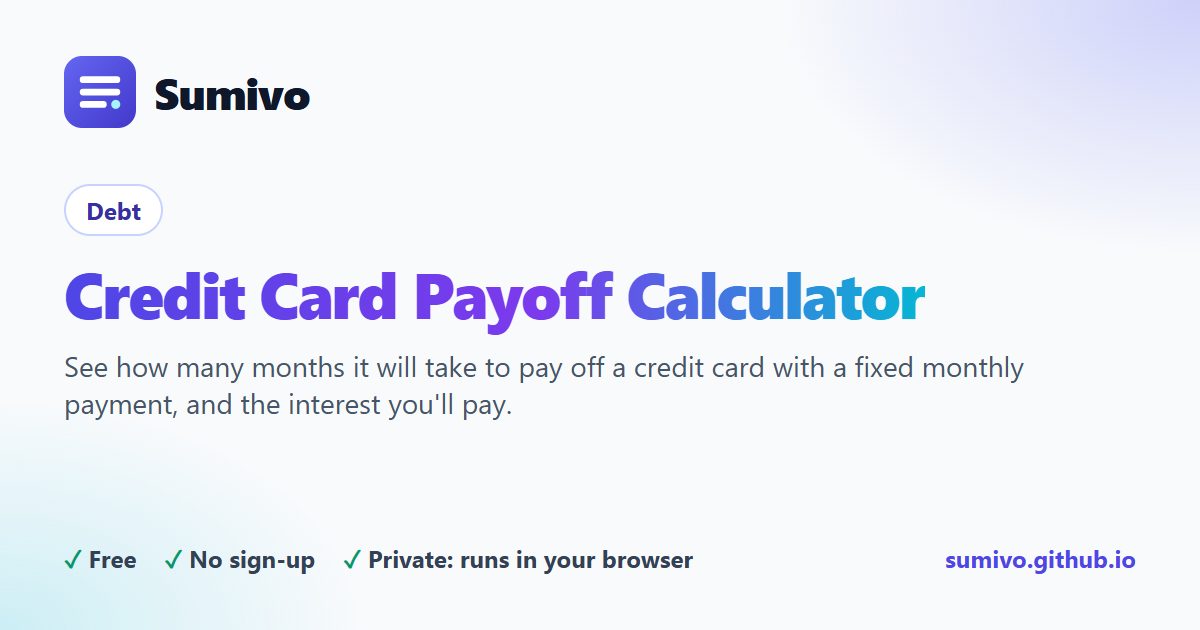 Sumivo
Debt
Credit Card Payoff Calculator
See how many months it will take to pay off a credit card with a fixed monthly
payment, and the interest you'll pay.
✓ Free ✓ No sign-up ✓ Private: runs in your browser
sumivo.github.io